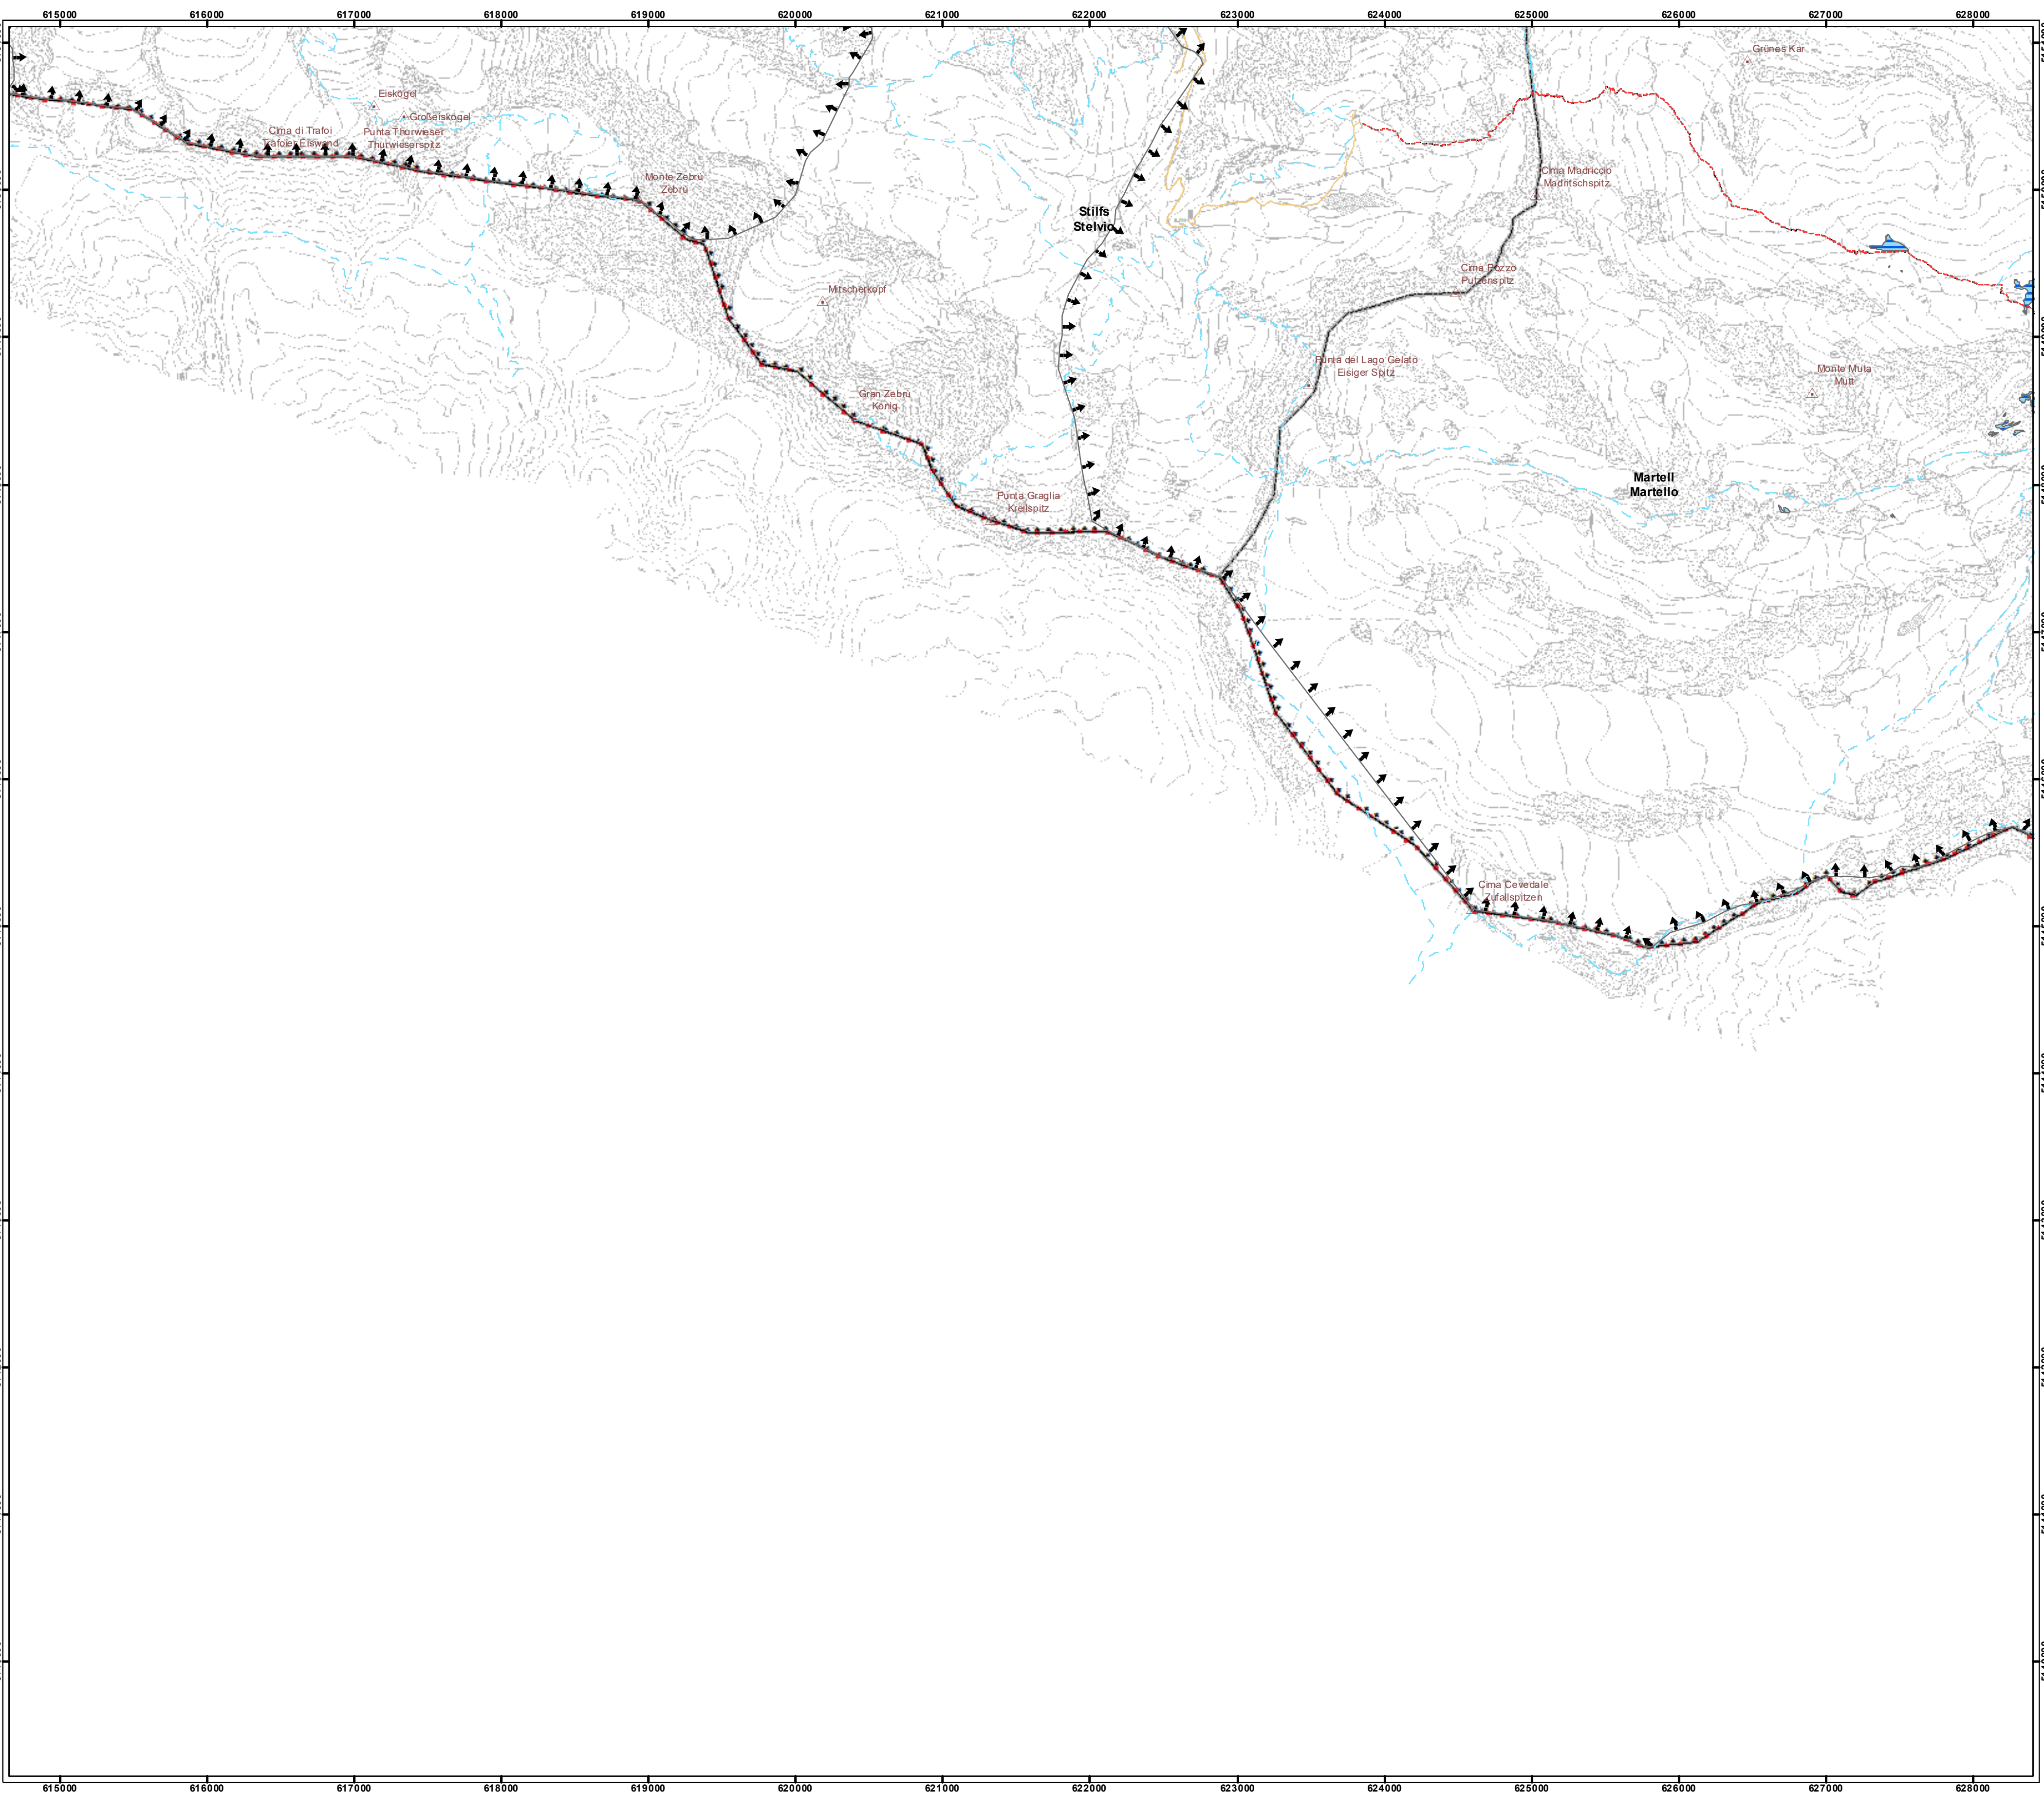 615000 616000 617000 618000 619000 620000 621000 622000 623000 624000 625000 626000 627000 628000
Grünes Kar
Eiskögel
Großeiskögel
Cima di Trafoi
Trafoier Eiswand
Punta Thurwieser
Thurwieserspitz
Monte Zebrù
Zebrù
Cima Madriccio
Madritschspitz
Stilfs
Stelvio
Cima Pozzo
Putzenspitz
Mitscherkopf
Punta del Lago Gelato
Eisiger Spitz
Monte Muta
Mutt
Gran Zebrù
König
Martell
Martello
Punta Graglia
Kreilspitz
Cima Cevedale
Zufallspitzen
615000 616000 617000 618000 619000 620000 621000 622000 623000 624000 625000 626000 627000 628000